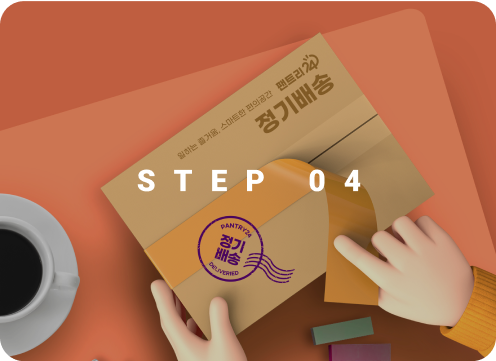 팬트리24
일하는 즐거움, 스마트한 편의공간
정기배송
STEP 04
PANTRY24
정기
배송
DELIVERED